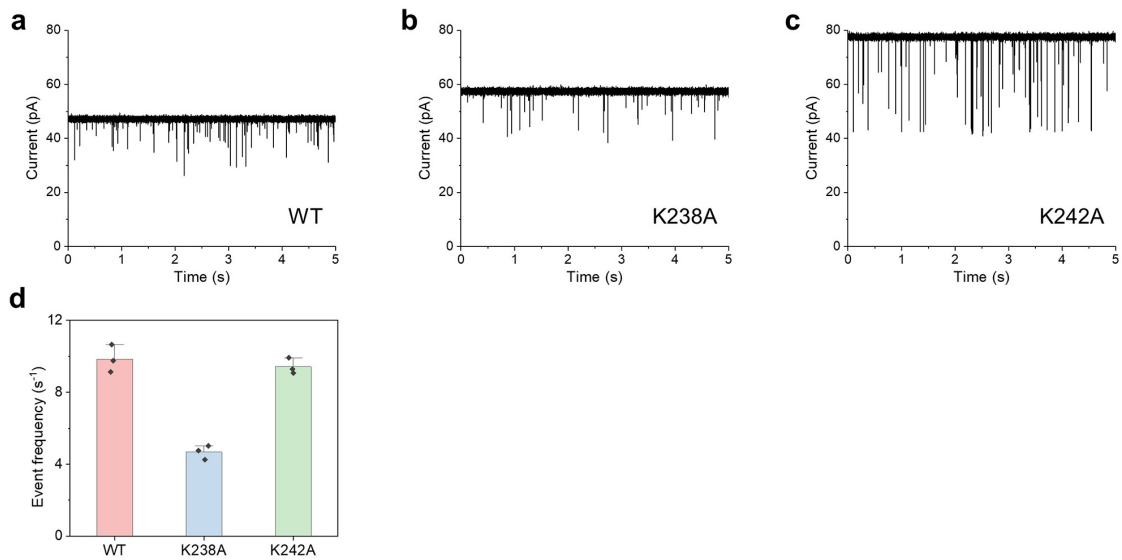 a
80
60
40
20
0
Current (pA)
0 1 2 3 4 5
Time (s)
WT
b
80
60
40
20
0
Current (pA)
0 1 2 3 4 5
Time (s)
K238A
c
80
60
40
20
0
Current (pA)
0 1 2 3 4 5
Time (s)
K242A
d
12
8
4
0
Event frequency (s⁻¹)
WT K238A K242A